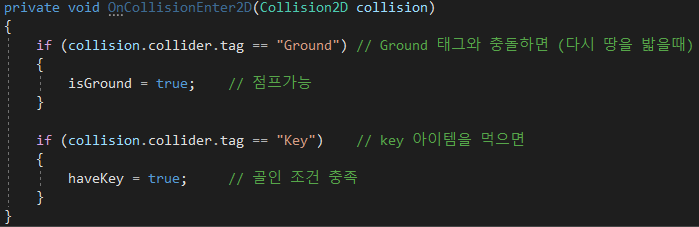 private void OnCollisionEnter2D(Collision2D collision)
{
if (collision.collider.tag == "Ground") // Ground 태그와 충돌하면 (다시 땅을 밟을때)
{
isGround = true; // 점프가능
}
if (collision.collider.tag == "Key") // key 아이템을 먹으면
{
haveKey = true; // 골인 조건 충족
}
}